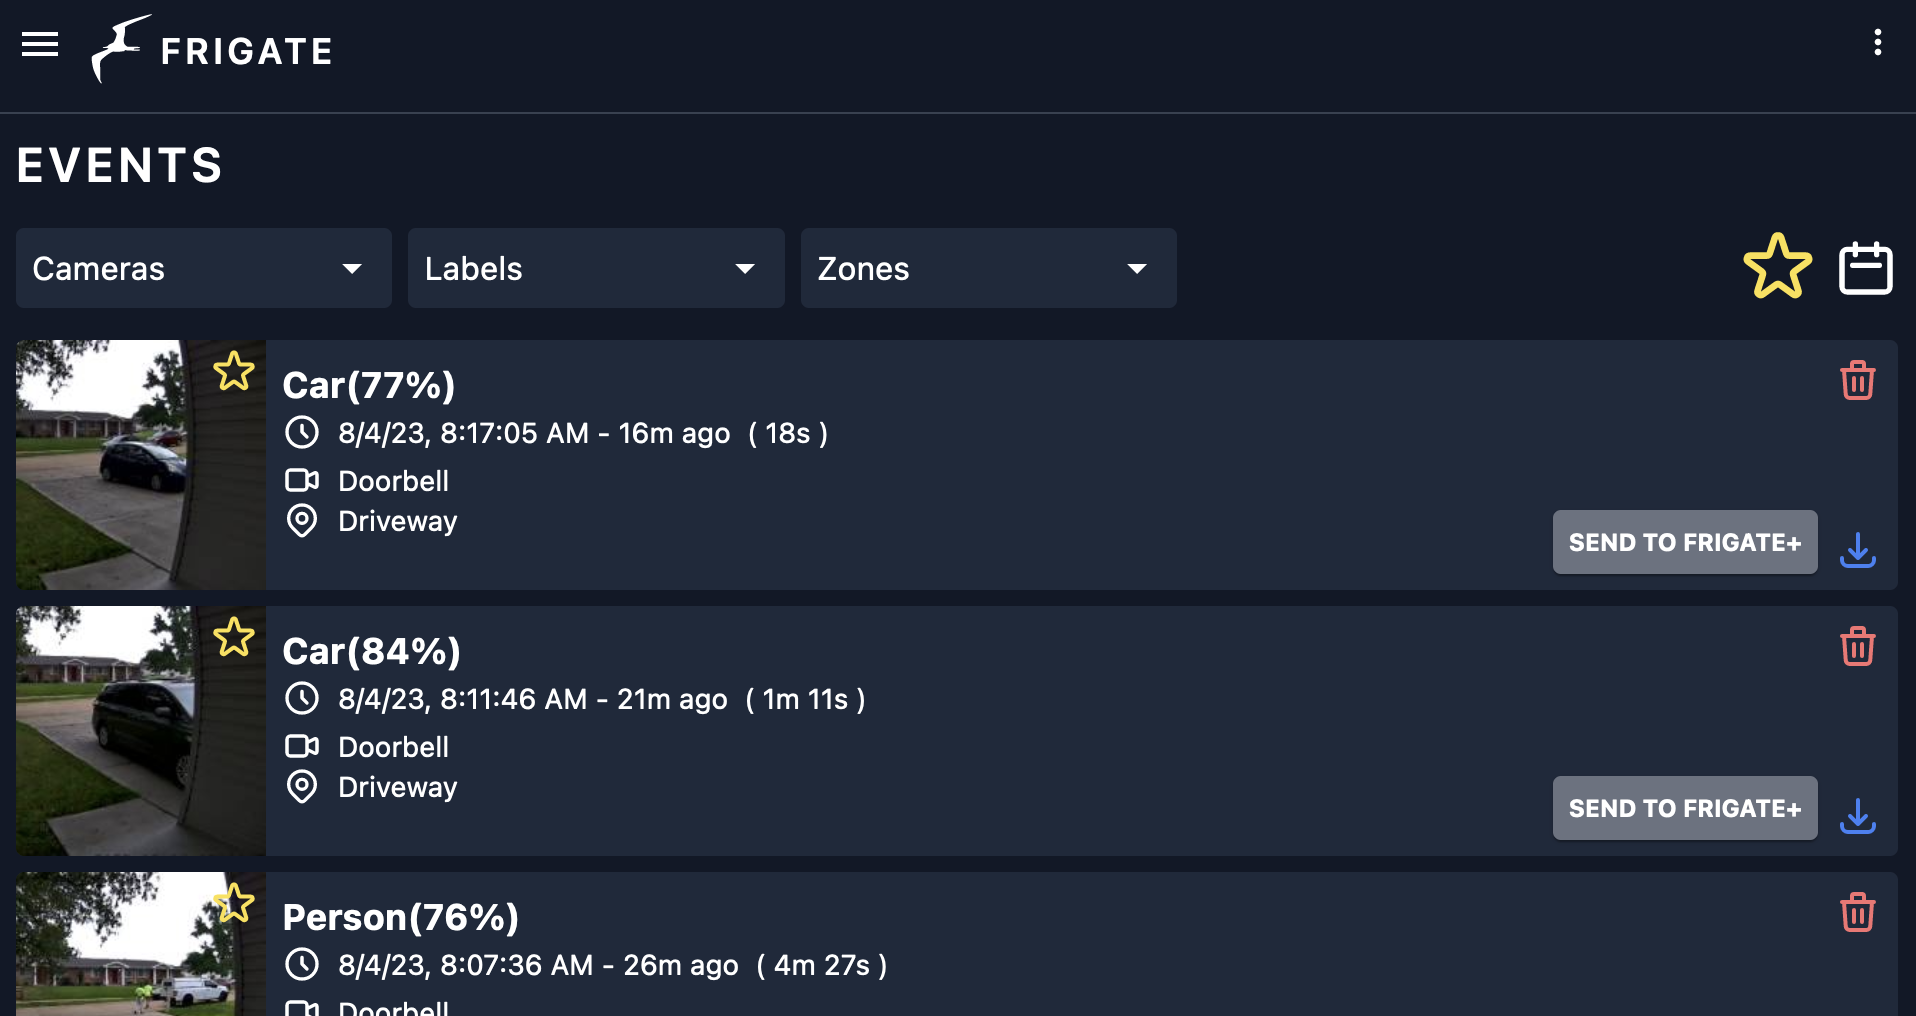 FRIGATE
EVENTS
Cameras
Labels
Zones
Car(77%)
8/4/23, 8:17:05 AM - 16m ago ( 18s )
Doorbell
Driveway
SEND TO FRIGATE+
Car(84%)
8/4/23, 8:11:46 AM - 21m ago ( 1m 11s )
Doorbell
Driveway
SEND TO FRIGATE+
Person(76%)
8/4/23, 8:07:36 AM - 26m ago ( 4m 27s )
Doorbell